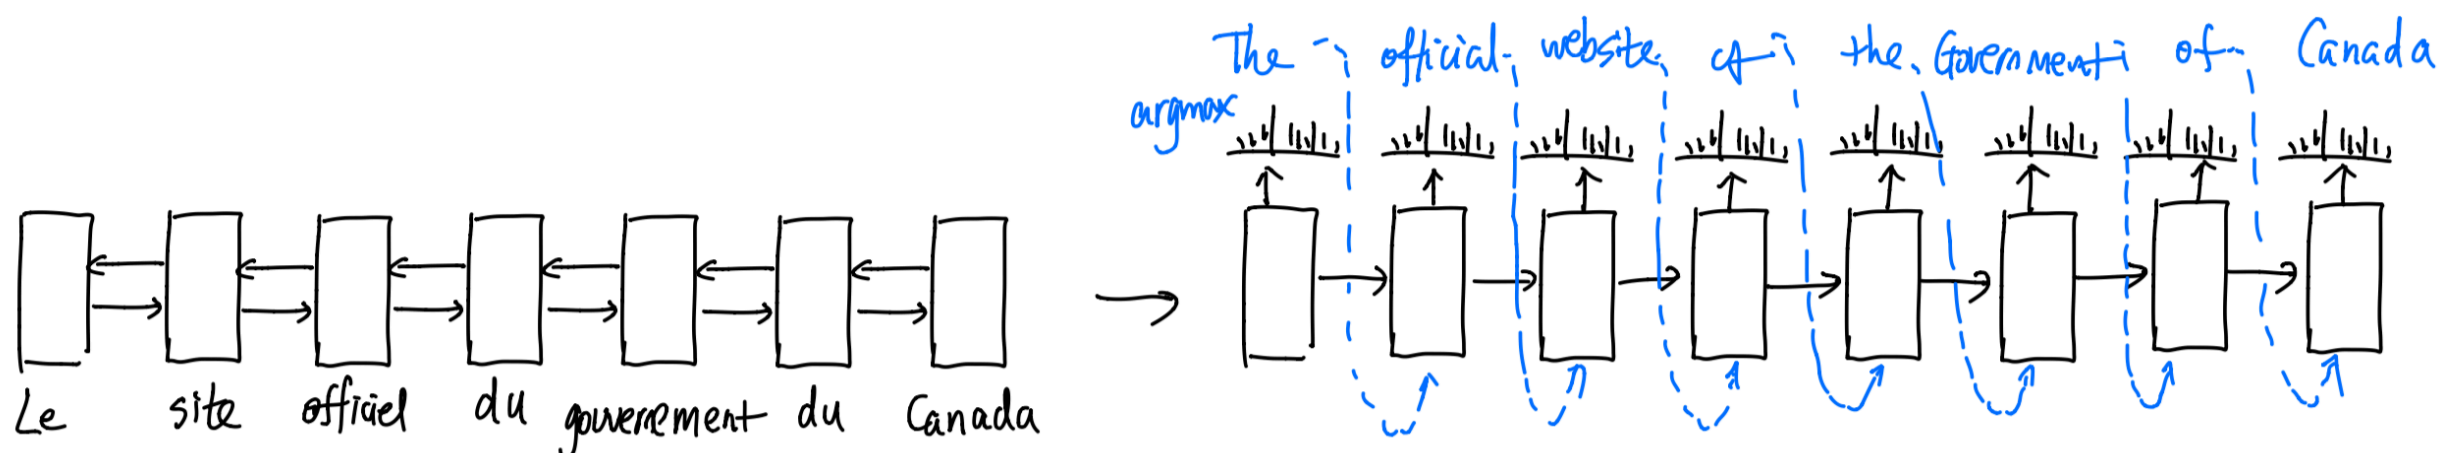 The official website of the Government of Canada
argmax
Le site officiel du gouvernement du Canada